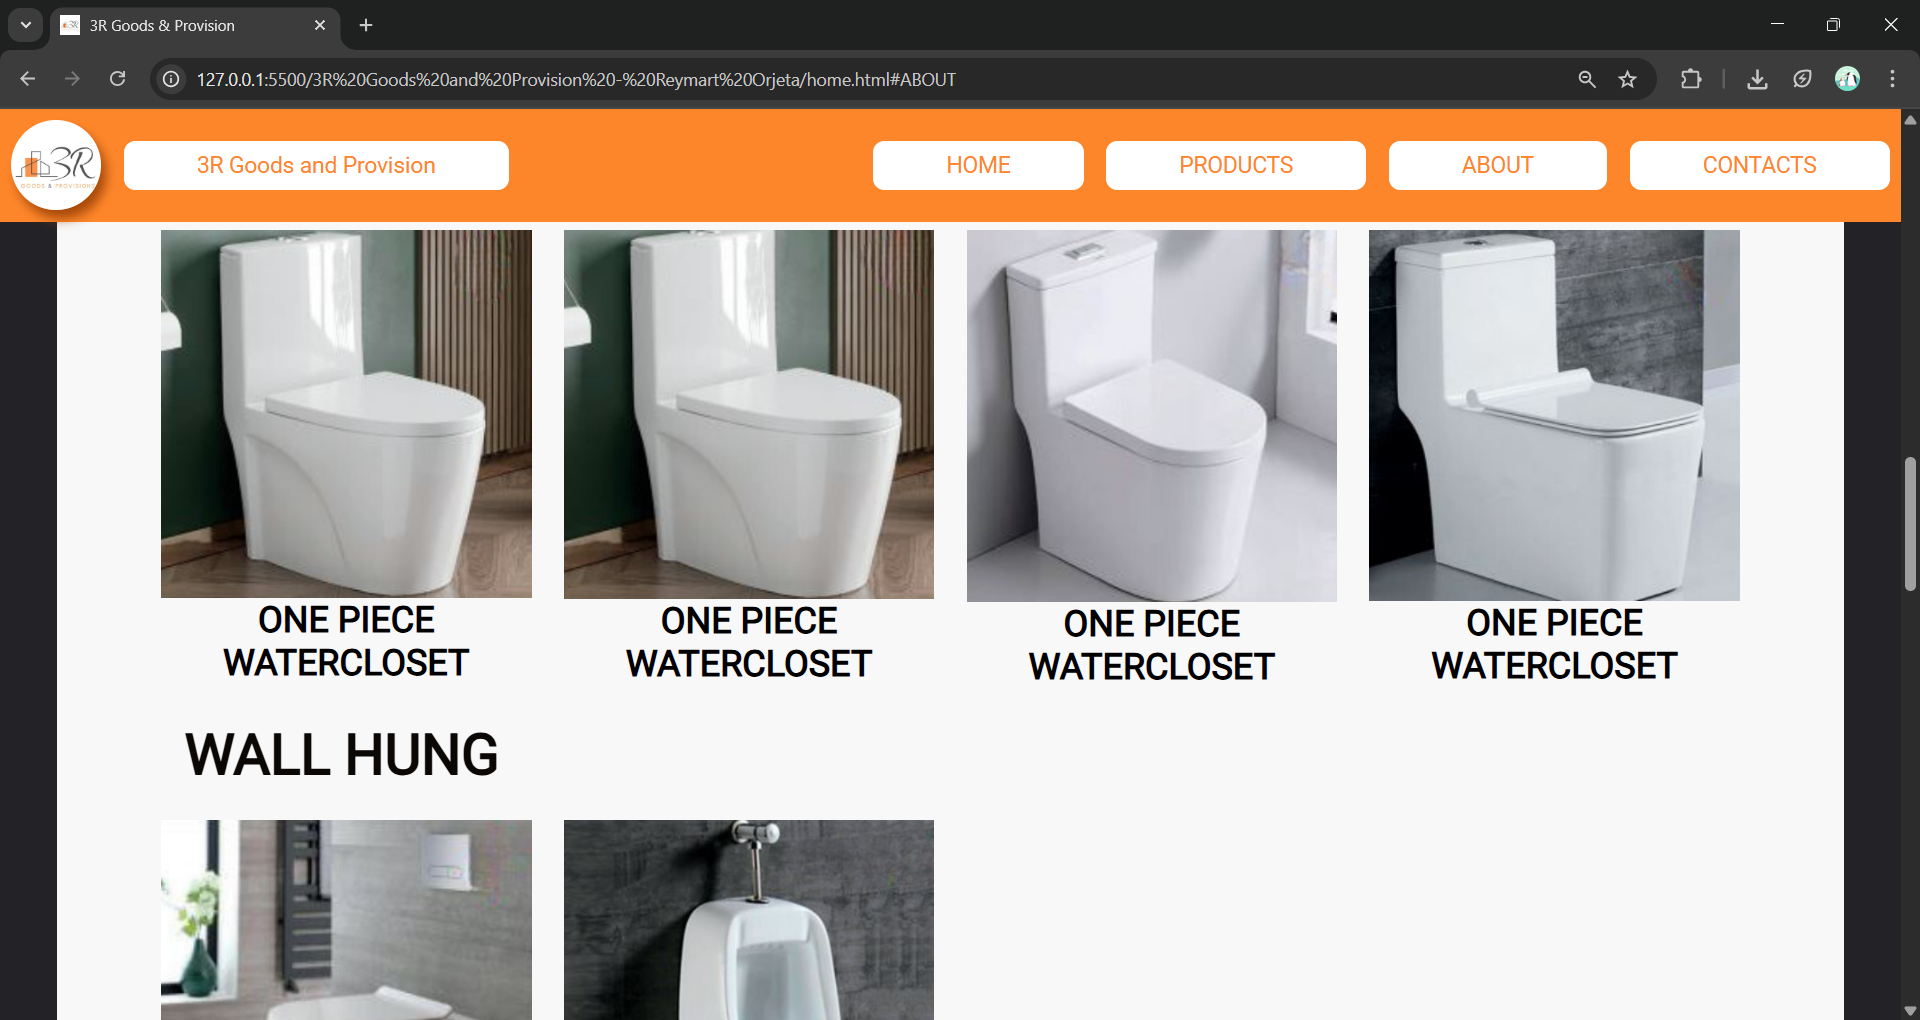 3R Goods & Provision
127.0.0.1:5500/3R%20Goods%20and%20Provision%20-%20Reymart%20Orjeta/home.html#ABOUT
3R
GOODS & PROVISIONS
3R Goods and Provision
HOME
PRODUCTS
ABOUT
CONTACTS
ONE PIECE
WATERCLOSET
ONE PIECE
WATERCLOSET
ONE PIECE
WATERCLOSET
ONE PIECE
WATERCLOSET
WALL HUNG